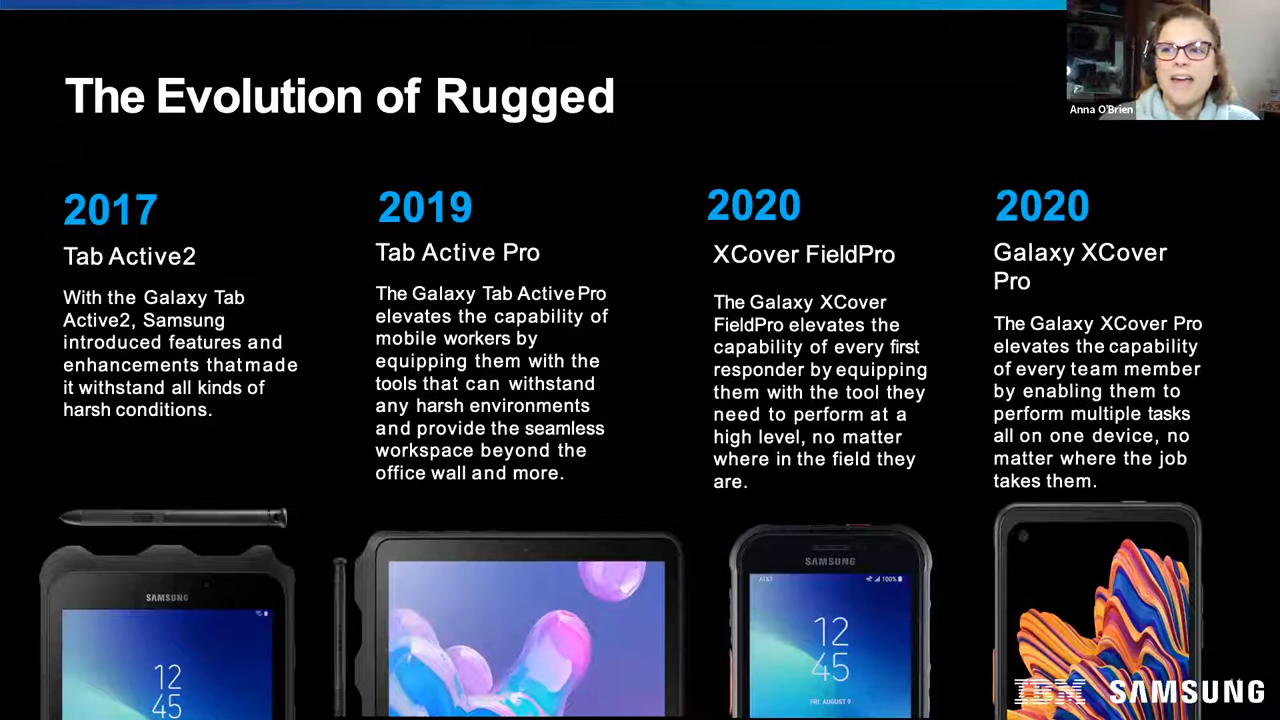 Anna O'Brien
The Evolution of Rugged
2017
Tab Active2
With the Galaxy Tab
Active2, Samsung
introduced features and
enhancements that made
it withstand all kinds of
harsh conditions.
2019
Tab Active Pro
The Galaxy Tab Active Pro
elevates the capability of
mobile workers by
equipping them with the
tools that can withstand
any harsh environments
and provide the seamless
workspace beyond the
office wall and more.
2020
XCover FieldPro
The Galaxy XCover
FieldPro elevates the
capability of every first
responder by equipping
them with the tool they
need to perform at a
high level, no matter
where in the field they
are.
2020
Galaxy XCover
Pro
The Galaxy XCover Pro
elevates the capability
of every team member
by enabling them to
perform multiple tasks
all on one device, no
matter where the job
takes them.
SAMSUNG
12
45
SAMSUNG
AT&T 100%
12
45
FRI, AUGUST 9
IBM SAMSUNG